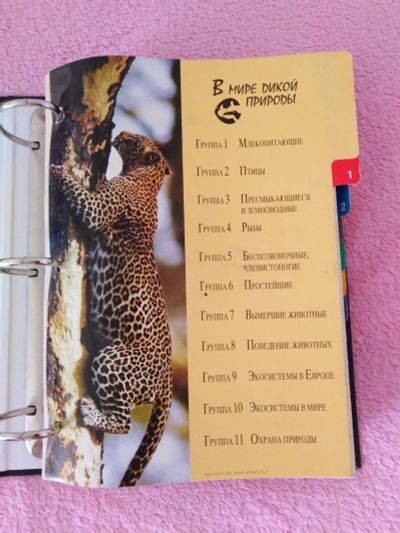 В МИРЕ ДИКОЙ
ПРИРОДЫ
ГРУППА 1 МЛЕКОПИТАЮЩИЕ
1
ГРУППА 2 ПТИЦЫ
2
ГРУППА 3 ПРЕСМЫКАЮЩИЕСЯ
И ЗЕМНОВОДНЫЕ
ГРУППА 4 РЫБЫ
ГРУППА 5 БЕСПОЗВОНОЧНЫЕ,
ЧЛЕНИСТОНОГИЕ
ГРУППА 6 ПРОСТЕЙШИЕ
ГРУППА 7 ВЫМЕРШИЕ ЖИВОТНЫЕ
ГРУППА 8 ПОВЕДЕНИЕ ЖИВОТНЫХ
ГРУППА 9 ЭКОСИСТЕМЫ В ЕВРОПЕ
ГРУППА 10 ЭКОСИСТЕМЫ В МИРЕ
ГРУППА 11 ОХРАНА ПРИРОДЫ